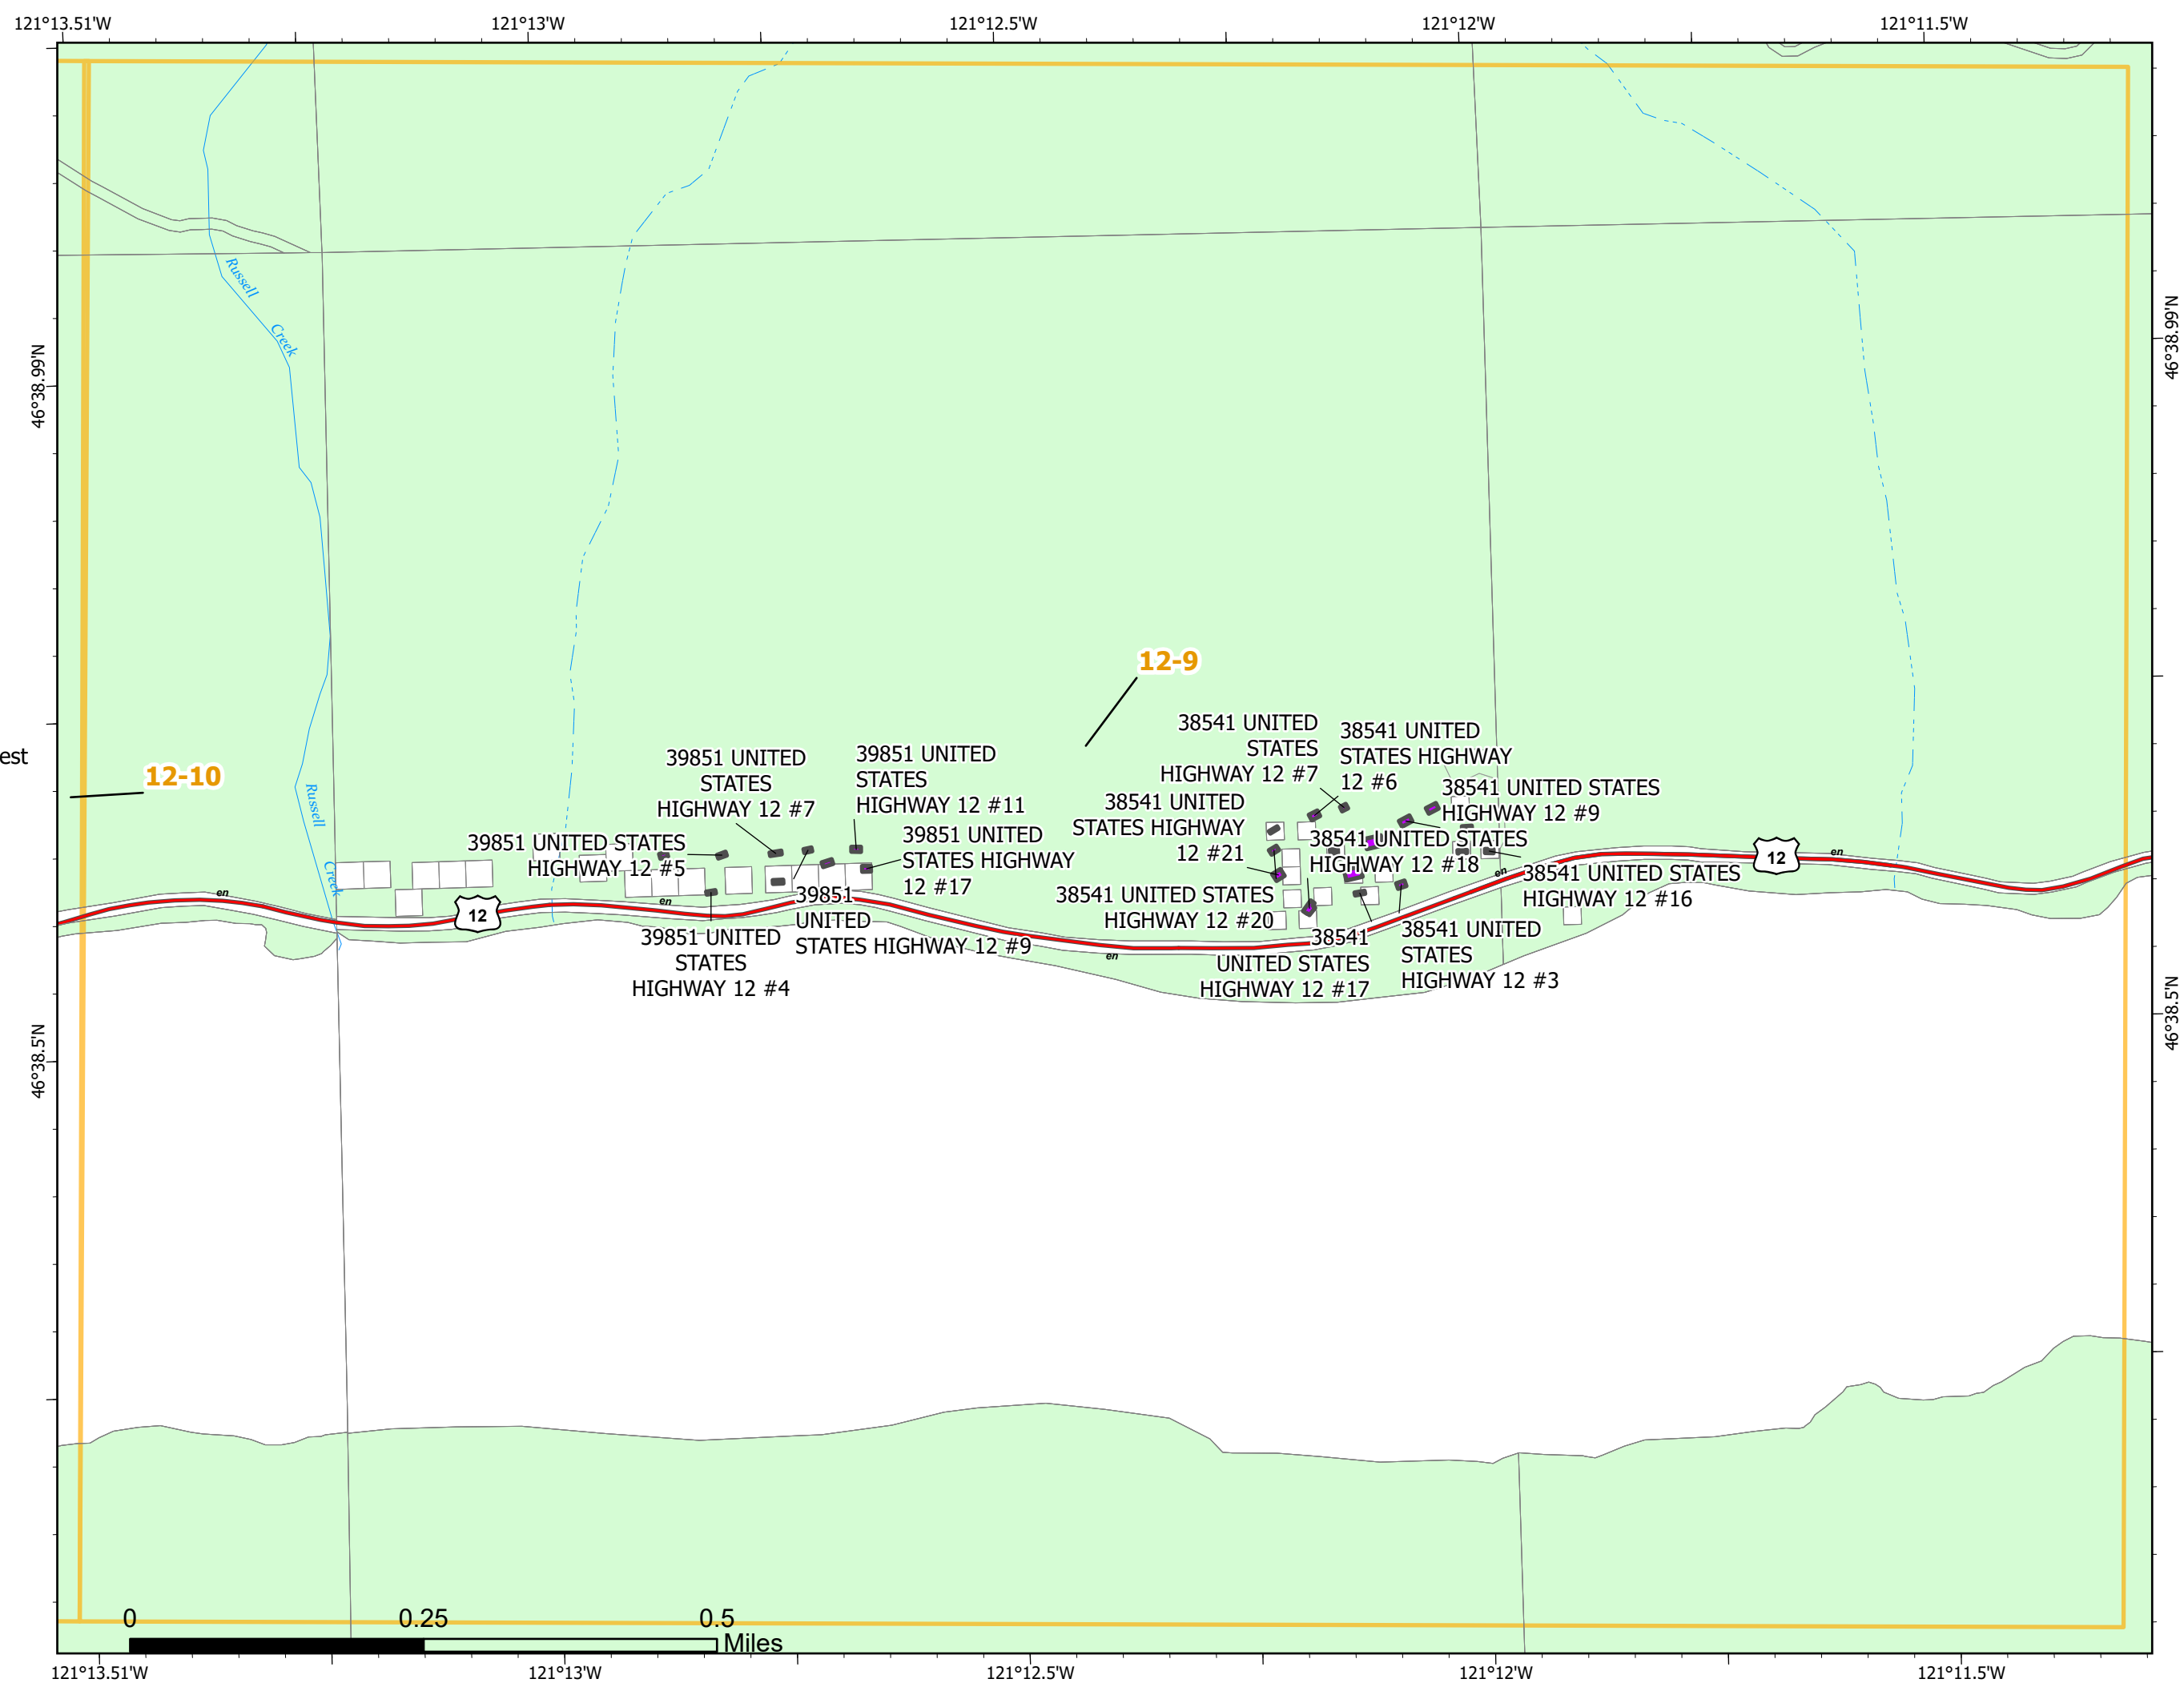 121°13.51'W
121°13'W
121°12.5'W
121°12'W
121°11.5'W
46°38.99'N
46°38.99'N
Russell
Creek
12-9
12-10
est
38541 UNITED
STATES
HIGHWAY 12 #7
38541 UNITED
STATES HIGHWAY
12 #6
39851 UNITED
STATES
HIGHWAY 12 #7
39851 UNITED
STATES
HIGHWAY 12 #11
38541 UNITED STATES
HIGHWAY 12 #9
38541 UNITED
STATES HIGHWAY
12 #21
39851 UNITED STATES
HIGHWAY 12 #5
39851 UNITED
STATES HIGHWAY
12 #17
38541 UNITED STATES
HIGHWAY 12 #18
Russell
Creek
12
12
en
en
en
en
en
38541 UNITED STATES
HIGHWAY 12 #16
38541 UNITED STATES
HIGHWAY 12 #20
39851
UNITED
STATES HIGHWAY 12 #9
39851 UNITED
STATES
HIGHWAY 12 #4
38541
UNITED STATES
HIGHWAY 12 #17
38541 UNITED
STATES
HIGHWAY 12 #3
46°38.5'N
46°38.5'N
0
0.25
0.5
Miles
121°13.51'W
121°13'W
121°12.5'W
121°12'W
121°11.5'W